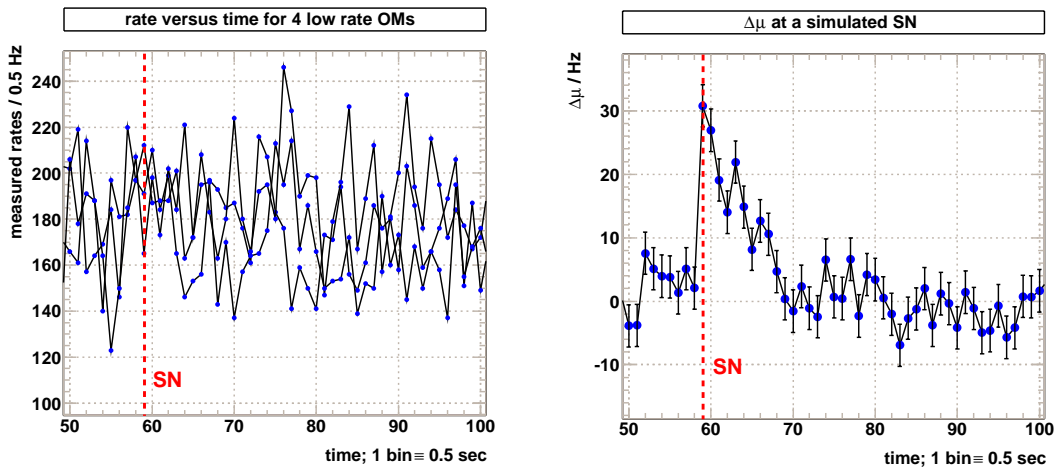 rate versus time for 4 low rate OMs
measured rates / 0.5 Hz
240
220
200
180
160
140
120
100
SN
50 60 70 80 90 100
time; 1 bin≡ 0.5 sec
Δμ at a simulated SN
Δμ / Hz
30
20
10
0
-10
SN
50 60 70 80 90 100
time; 1 bin≡ 0.5 sec